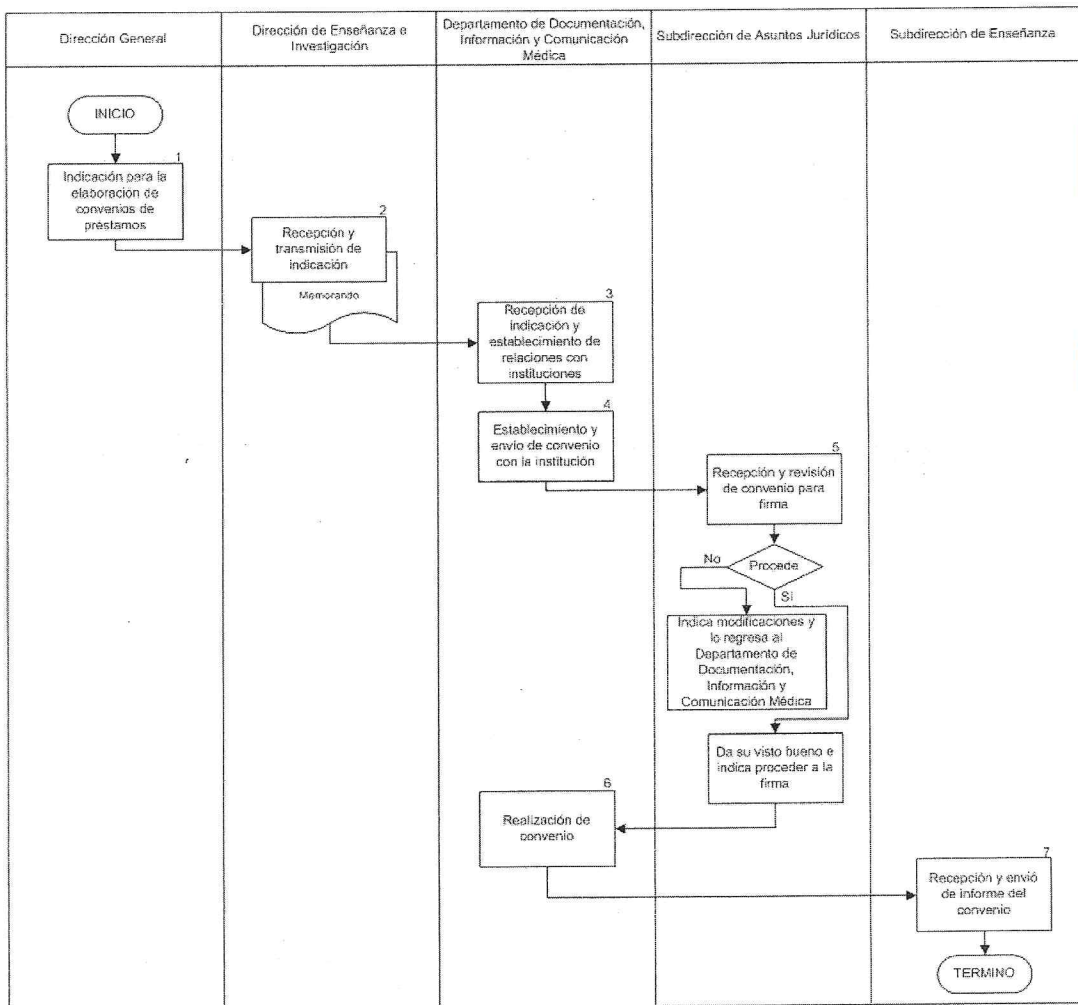 Dirección General
Dirección de Enseñanza e
Investigación
Departamento de Documentación,
Información y Comunicación
Médica
Subdirección de Asuntos Jurídicos
Subdirección de Enseñanza
INICIO
1
Indicación para la
elaboración de
convenios de
préstamos
2
Recepción y
transmisión de
indicación
Memorando
3
Recepción de
indicación y
establecimiento de
relaciones con
instituciones
4
Establecimiento y
envío de convenio
con la institución
5
Recepción y revisión
de convenio para
firma
Procede
No
Si
Indica modificaciones y
lo regresa al
Departamento de
Documentación,
Información y
Comunicación Médica
Da su visto bueno e
indica proceder a la
firma
6
Realización de
convenio
7
Recepción y envió
de informe del
convenio
TERMINO